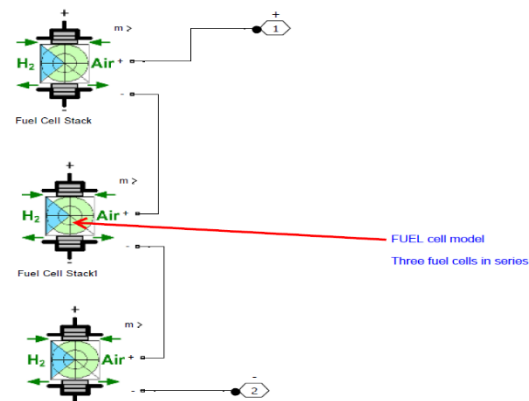 +
m >
+
1
H2 Air +
-
-
Fuel Cell Stack
+
m >
H2 Air +
FUEL cell model
-
Three fuel cells in series
Fuel Cell Stack1
+
m >
H2 Air +
-
-
2